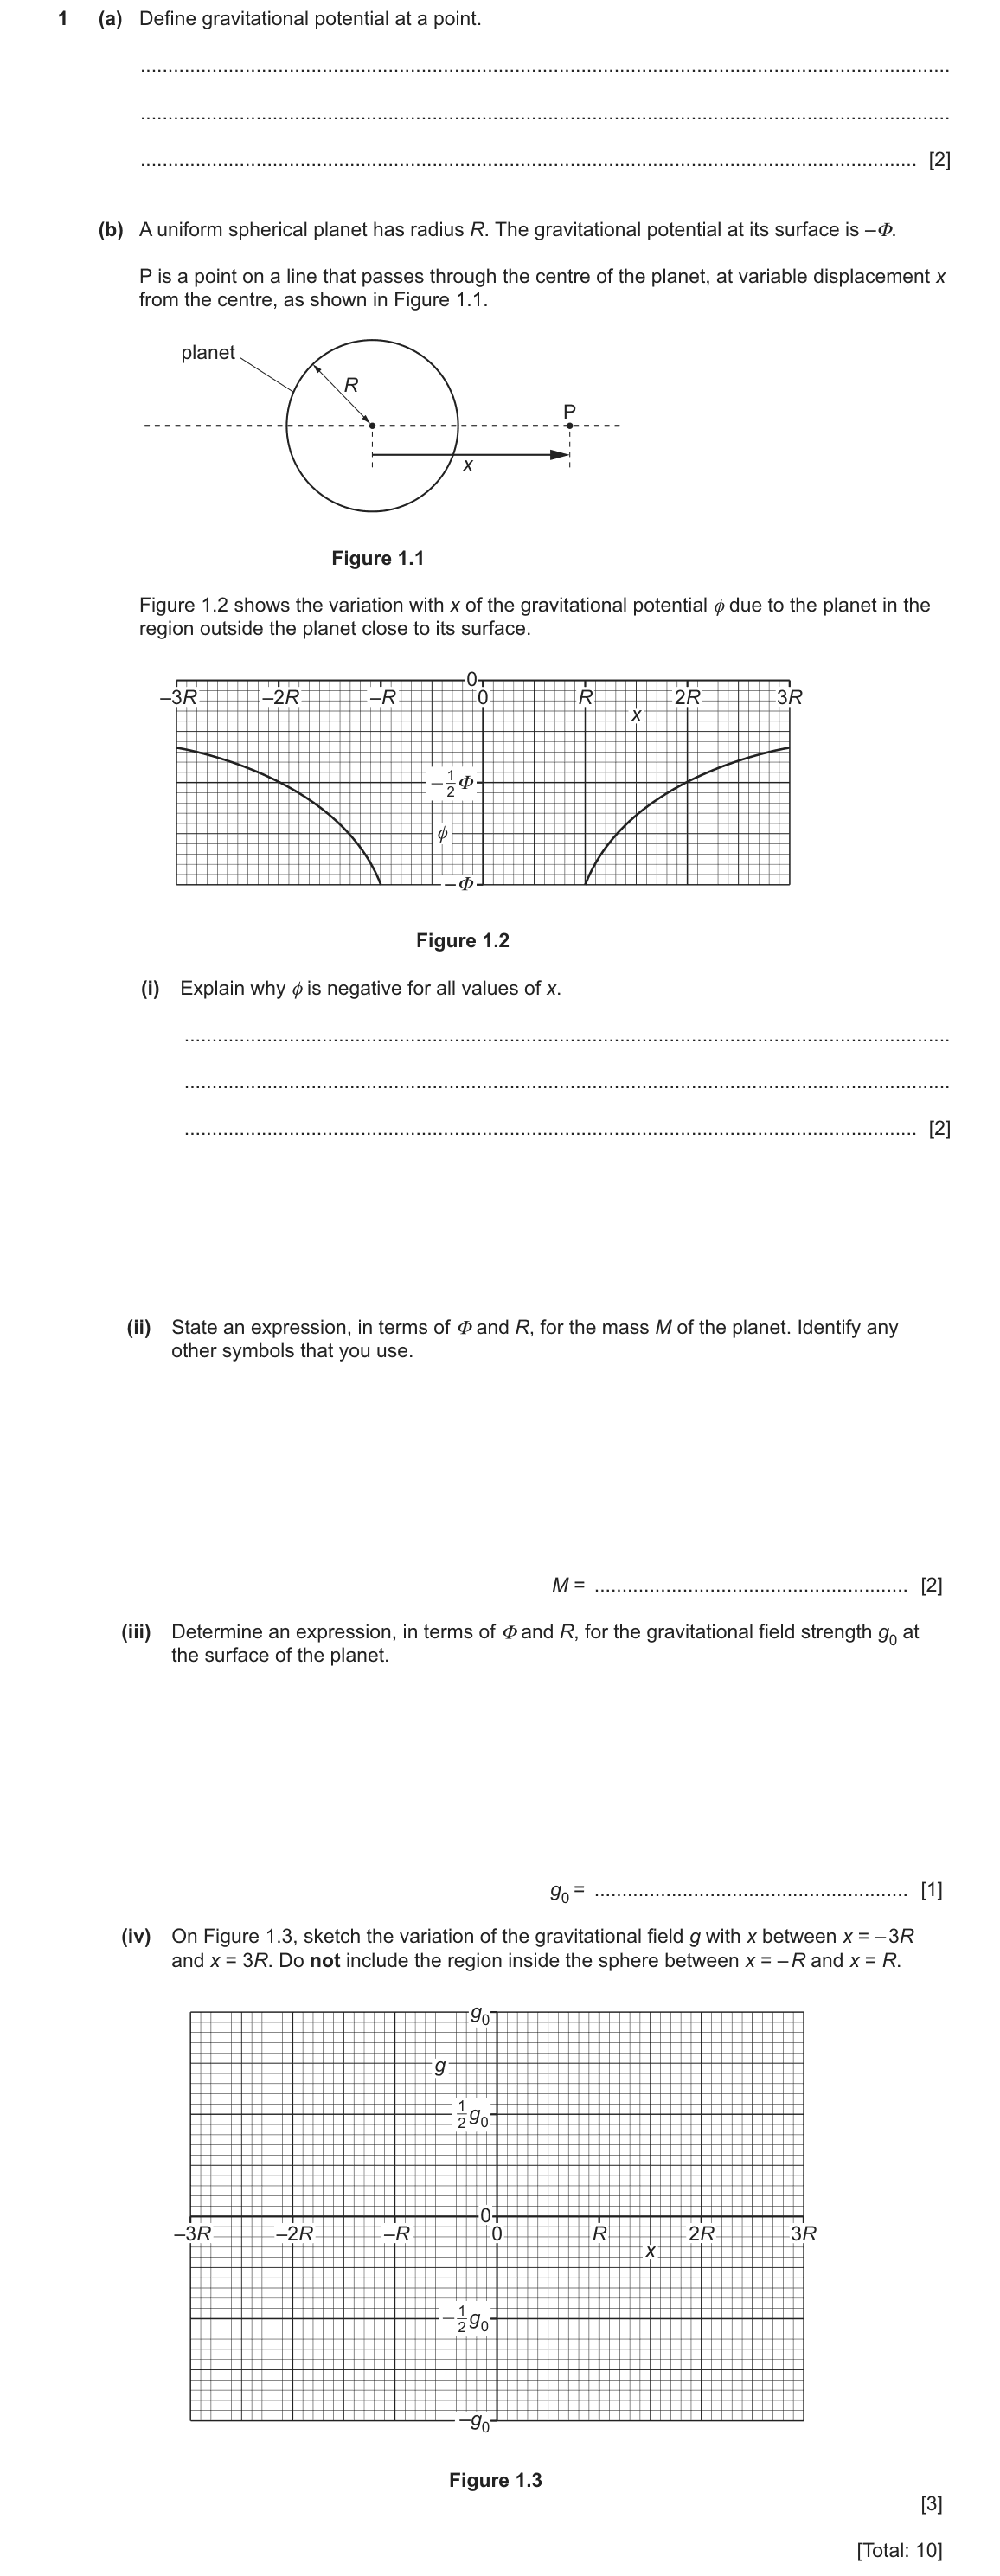 1 (a) Define gravitational potential at a point.
..........
..........
.......... [2]
(b) A uniform spherical planet has radius R. The gravitational potential at its surface is –Φ.
P is a point on a line that passes through the centre of the planet, at variable displacement x
from the centre, as shown in Figure 1.1.
planet
R
P
x
Figure 1.1
Figure 1.2 shows the variation with x of the gravitational potential ϕ due to the planet in the
region outside the planet close to its surface.
0
–3R –2R –R 0 R 2R 3R
x
–1/2 Φ
ϕ
–Φ
Figure 1.2
(i) Explain why ϕ is negative for all values of x.
..........
..........
.......... [2]
(ii) State an expression, in terms of Φ and R, for the mass M of the planet. Identify any
other symbols that you use.
M = .......... [2]
(iii) Determine an expression, in terms of Φ and R, for the gravitational field strength g₀ at
the surface of the planet.
g₀ = .......... [1]
(iv) On Figure 1.3, sketch the variation of the gravitational field g with x between x = –3R
and x = 3R. Do not include the region inside the sphere between x = –R and x = R.
g₀
g
1/2 g₀
0
–3R –2R –R 0 R 2R 3R
x
–1/2 g₀
–g₀
Figure 1.3
[3]
[Total: 10]